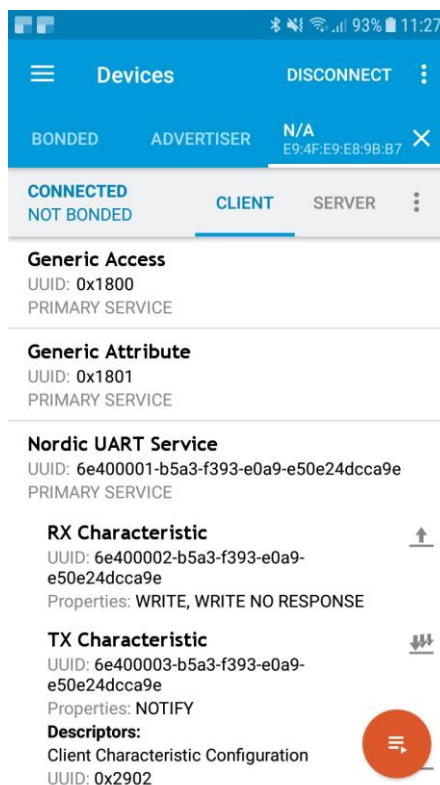 93% 11:27
Devices
DISCONNECT
BONDED
ADVERTISER
N/A
E9:4F:E9:E8:9B:B7
CONNECTED
NOT BONDED
CLIENT
SERVER
Generic Access
UUID: 0x1800
PRIMARY SERVICE
Generic Attribute
UUID: 0x1801
PRIMARY SERVICE
Nordic UART Service
UUID: 6e400001-b5a3-f393-e0a9-e50e24dcca9e
PRIMARY SERVICE
RX Characteristic
UUID: 6e400002-b5a3-f393-e0a9-
e50e24dcca9e
Properties: WRITE, WRITE NO RESPONSE
TX Characteristic
UUID: 6e400003-b5a3-f393-e0a9-
e50e24dcca9e
Properties: NOTIFY
Descriptors:
Client Characteristic Configuration
UUID: 0x2902